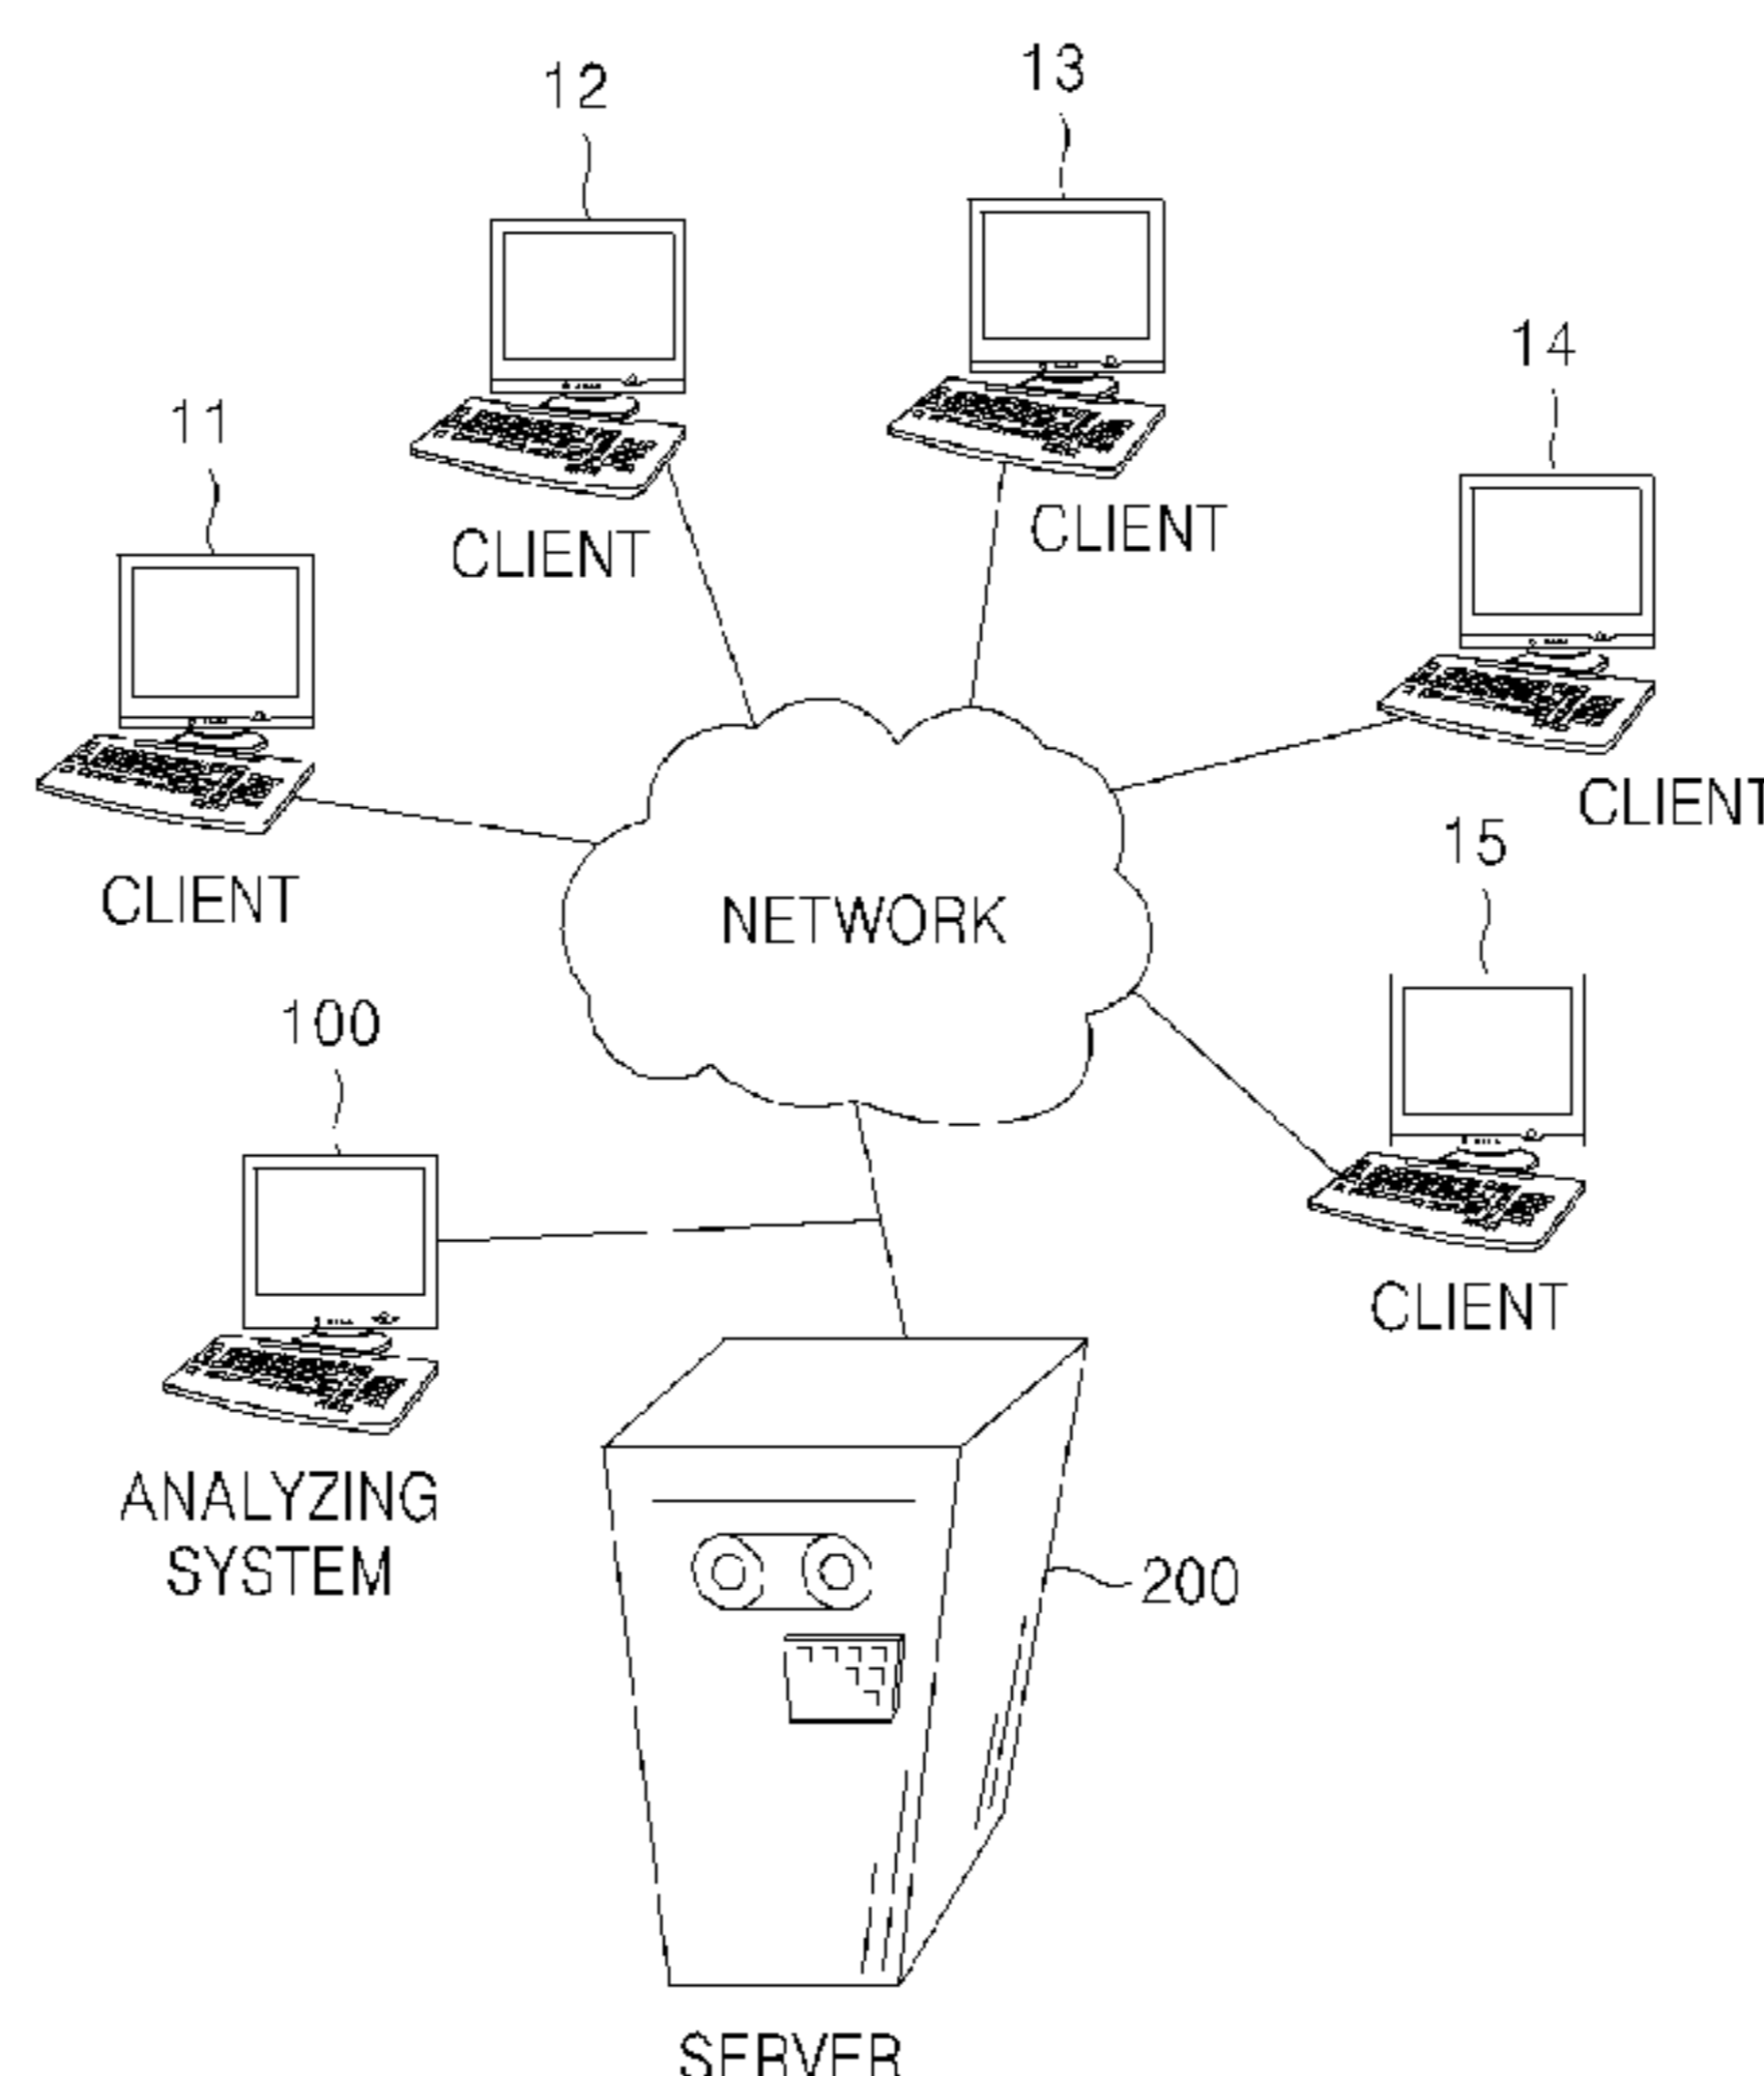 13
12
14
11
CLIENT
CLIENT
CLIENT
15
CLIENT
NETWORK
100
CLIENT
ANALYZING
SYSTEM
200
SERVER